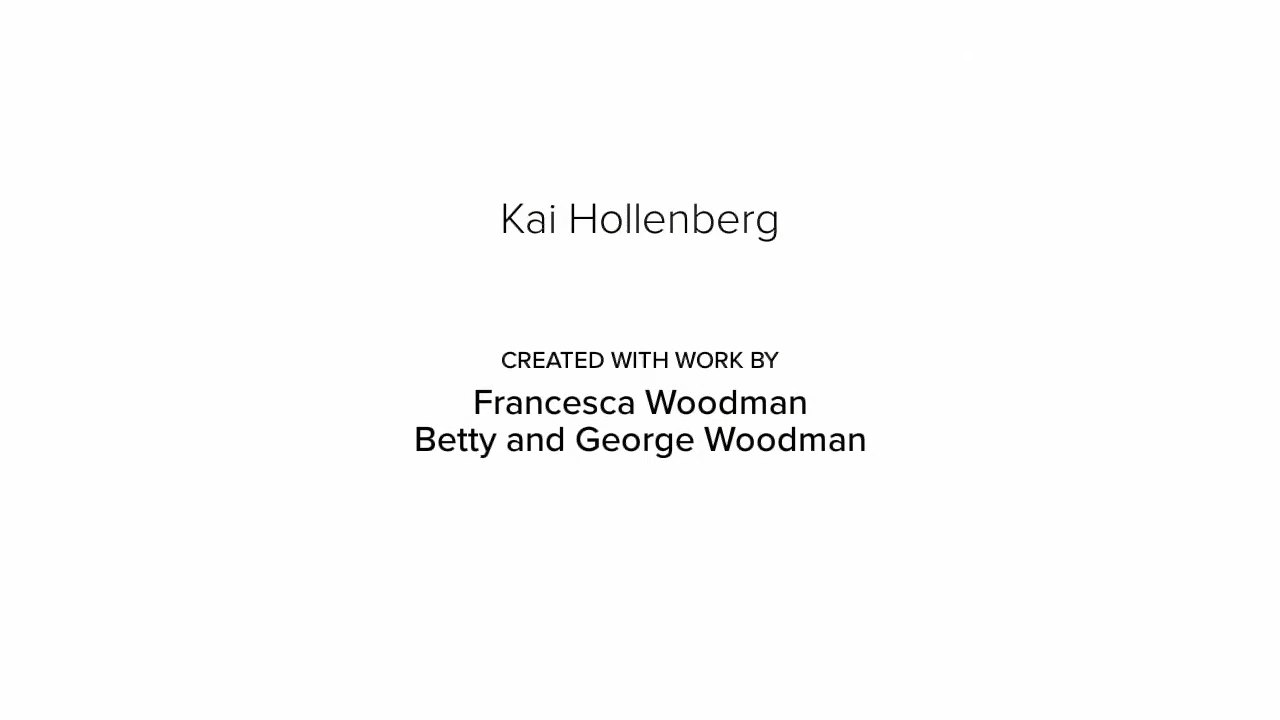 Kai Hollenberg
CREATED WITH WORK BY
Francesca Woodman
Betty and George Woodman